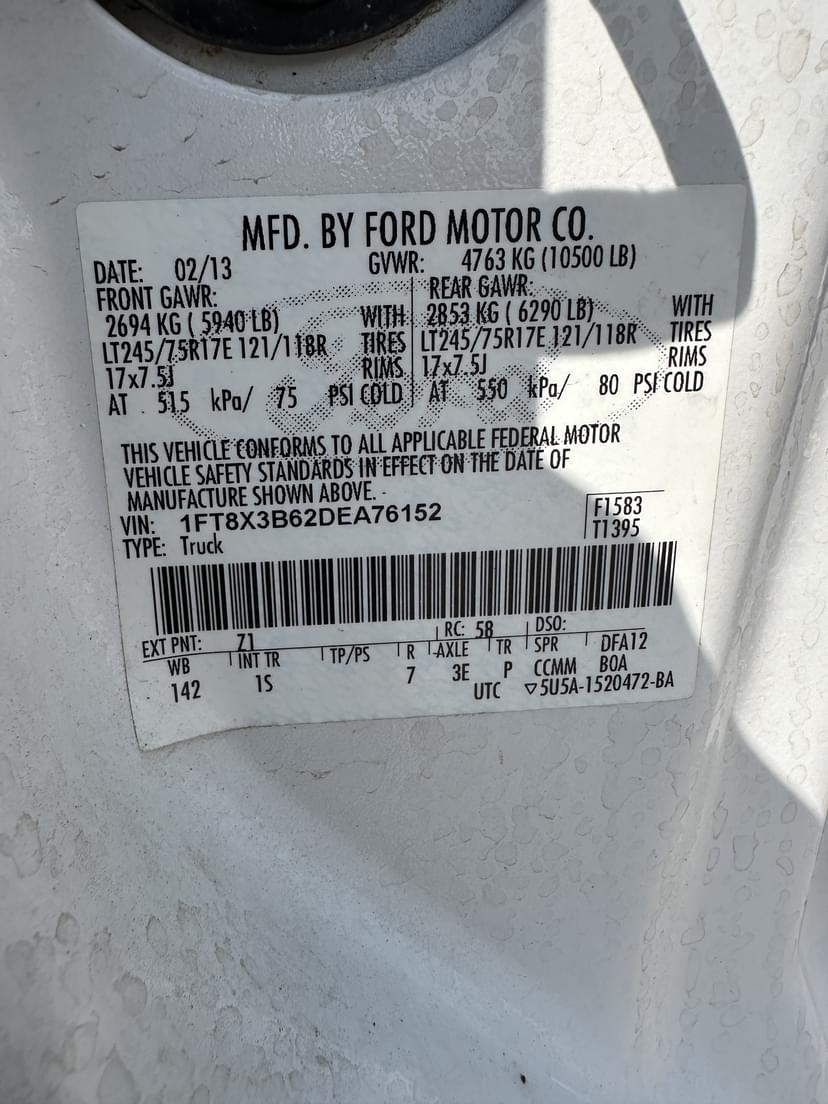 MFD. BY FORD MOTOR CO.
DATE: 02/13 GVWR: 4763 KG (10500 LB)
FRONT GAWR: REAR GAWR:
2694 KG ( 5940 LB) WITH 2853 KG ( 6290 LB) WITH
LT245/75R17E 121/118R TIRES LT245/75R17E 121/118R TIRES
17x7.5J RIMS 17x7.5J RIMS
AT 515 kPa/ 75 PSI COLD AT 550 kPa/ 80 PSI COLD
THIS VEHICLE CONFORMS TO ALL APPLICABLE FEDERAL MOTOR
VEHICLE SAFETY STANDARDS IN EFFECT ON THE DATE OF
MANUFACTURE SHOWN ABOVE.
VIN: 1FT8X3B62DEA76152 F1583
TYPE: Truck T1395
EXT PNT: Z1 RC: 58 DSO:
WB INT TR TP/PS R AXLE TR SPR DFA12
142 1S 7 3E P CCMM BOA
UTC ▽5U5A-1520472-BA